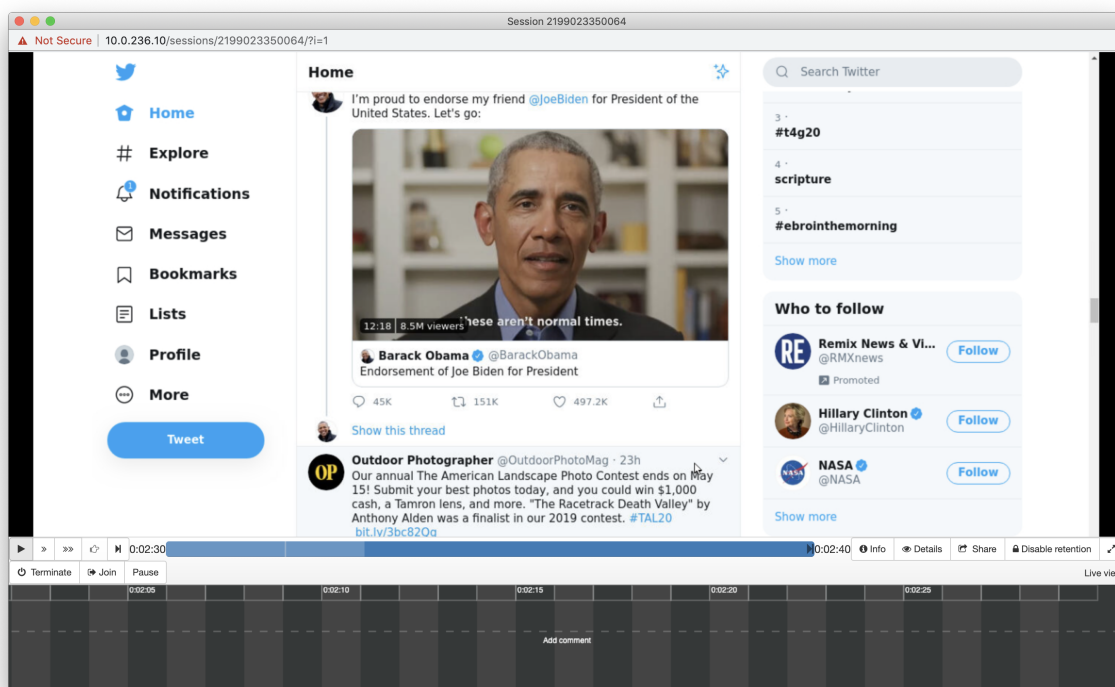 Session 2199023350064
Not Secure | 10.0.236.10/sessions/2199023350064/?i=1
Home
Explore
Notifications
1
Messages
Bookmarks
Lists
Profile
More
Tweet
Home
I'm proud to endorse my friend @JoeBiden for President of the
United States. Let's go:
these aren't normal times.
12:18 | 8.5M viewers
Barack Obama @BarackObama
Endorsement of Joe Biden for President
45K 151K 497.2K
Show this thread
OP
Outdoor Photographer @OutdoorPhotoMag · 23h
Our annual The American Landscape Photo Contest ends on May
15! Submit your best photos today, and you could win $1,000
cash, a Tamron lens, and more. "The Racetrack Death Valley" by
Anthony Alden was a finalist in our 2019 contest. #TAL20
bit.ly/3bc82Qg
Search Twitter
3 ·
#t4g20
4 ·
scripture
5 ·
#ebrointhemorning
Show more
Who to follow
RE
Remix News & Vi...
@RMXnews
Promoted
Follow
Hillary Clinton
@HillaryClinton
Follow
NASA
NASA
@NASA
Follow
Show more
0:02:30 0:02:40 Info Details Share Disable retention
Terminate Join Pause Live vie
0:02:05 0:02:10 0:02:15 0:02:20 0:02:25
Add comment